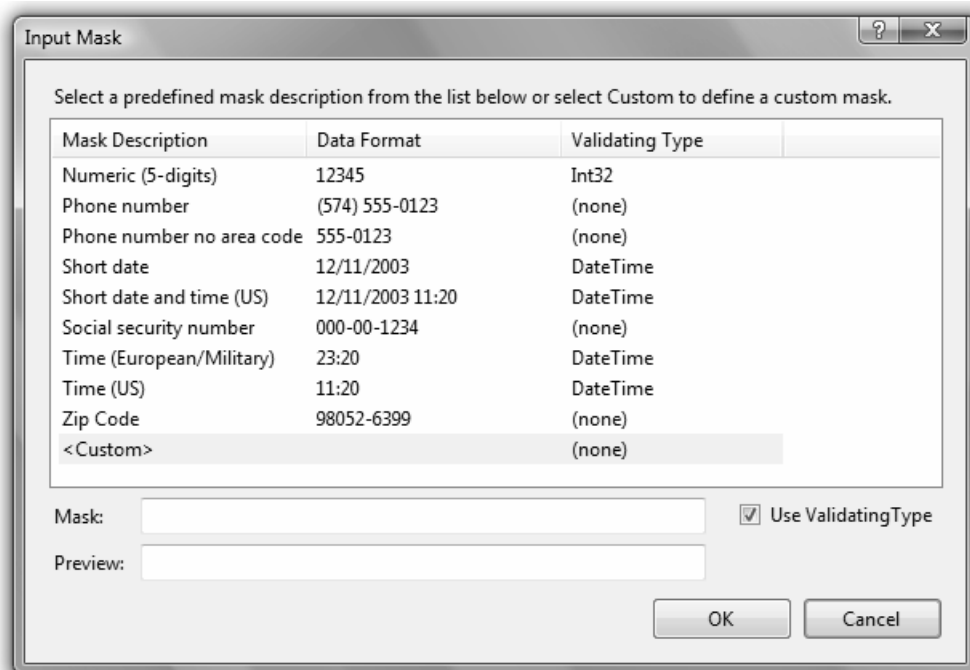 Input Mask
? X
Select a predefined mask description from the list below or select Custom to define a custom mask.
Mask Description Data Format Validating Type
Numeric (5-digits) 12345 Int32
Phone number (574) 555-0123 (none)
Phone number no area code 555-0123 (none)
Short date 12/11/2003 DateTime
Short date and time (US) 12/11/2003 11:20 DateTime
Social security number 000-00-1234 (none)
Time (European/Military) 23:20 DateTime
Time (US) 11:20 DateTime
Zip Code 98052-6399 (none)
<Custom> (none)
Mask: Use ValidatingType
Preview:
OK Cancel